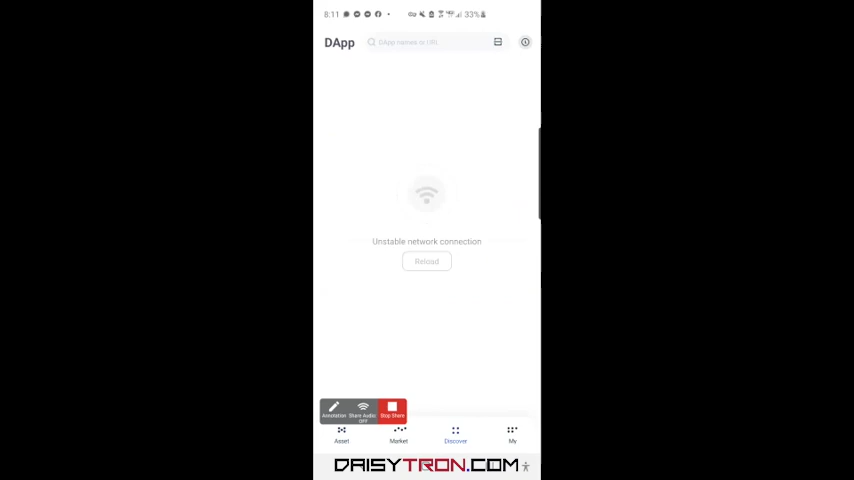 8:11
33%
DApp
DApp names or URL
Unstable network connection
Reload
Annotation
Share Audio OFF
Stop Share
Asset
Market
Discover
My
DAISYTRON.COM